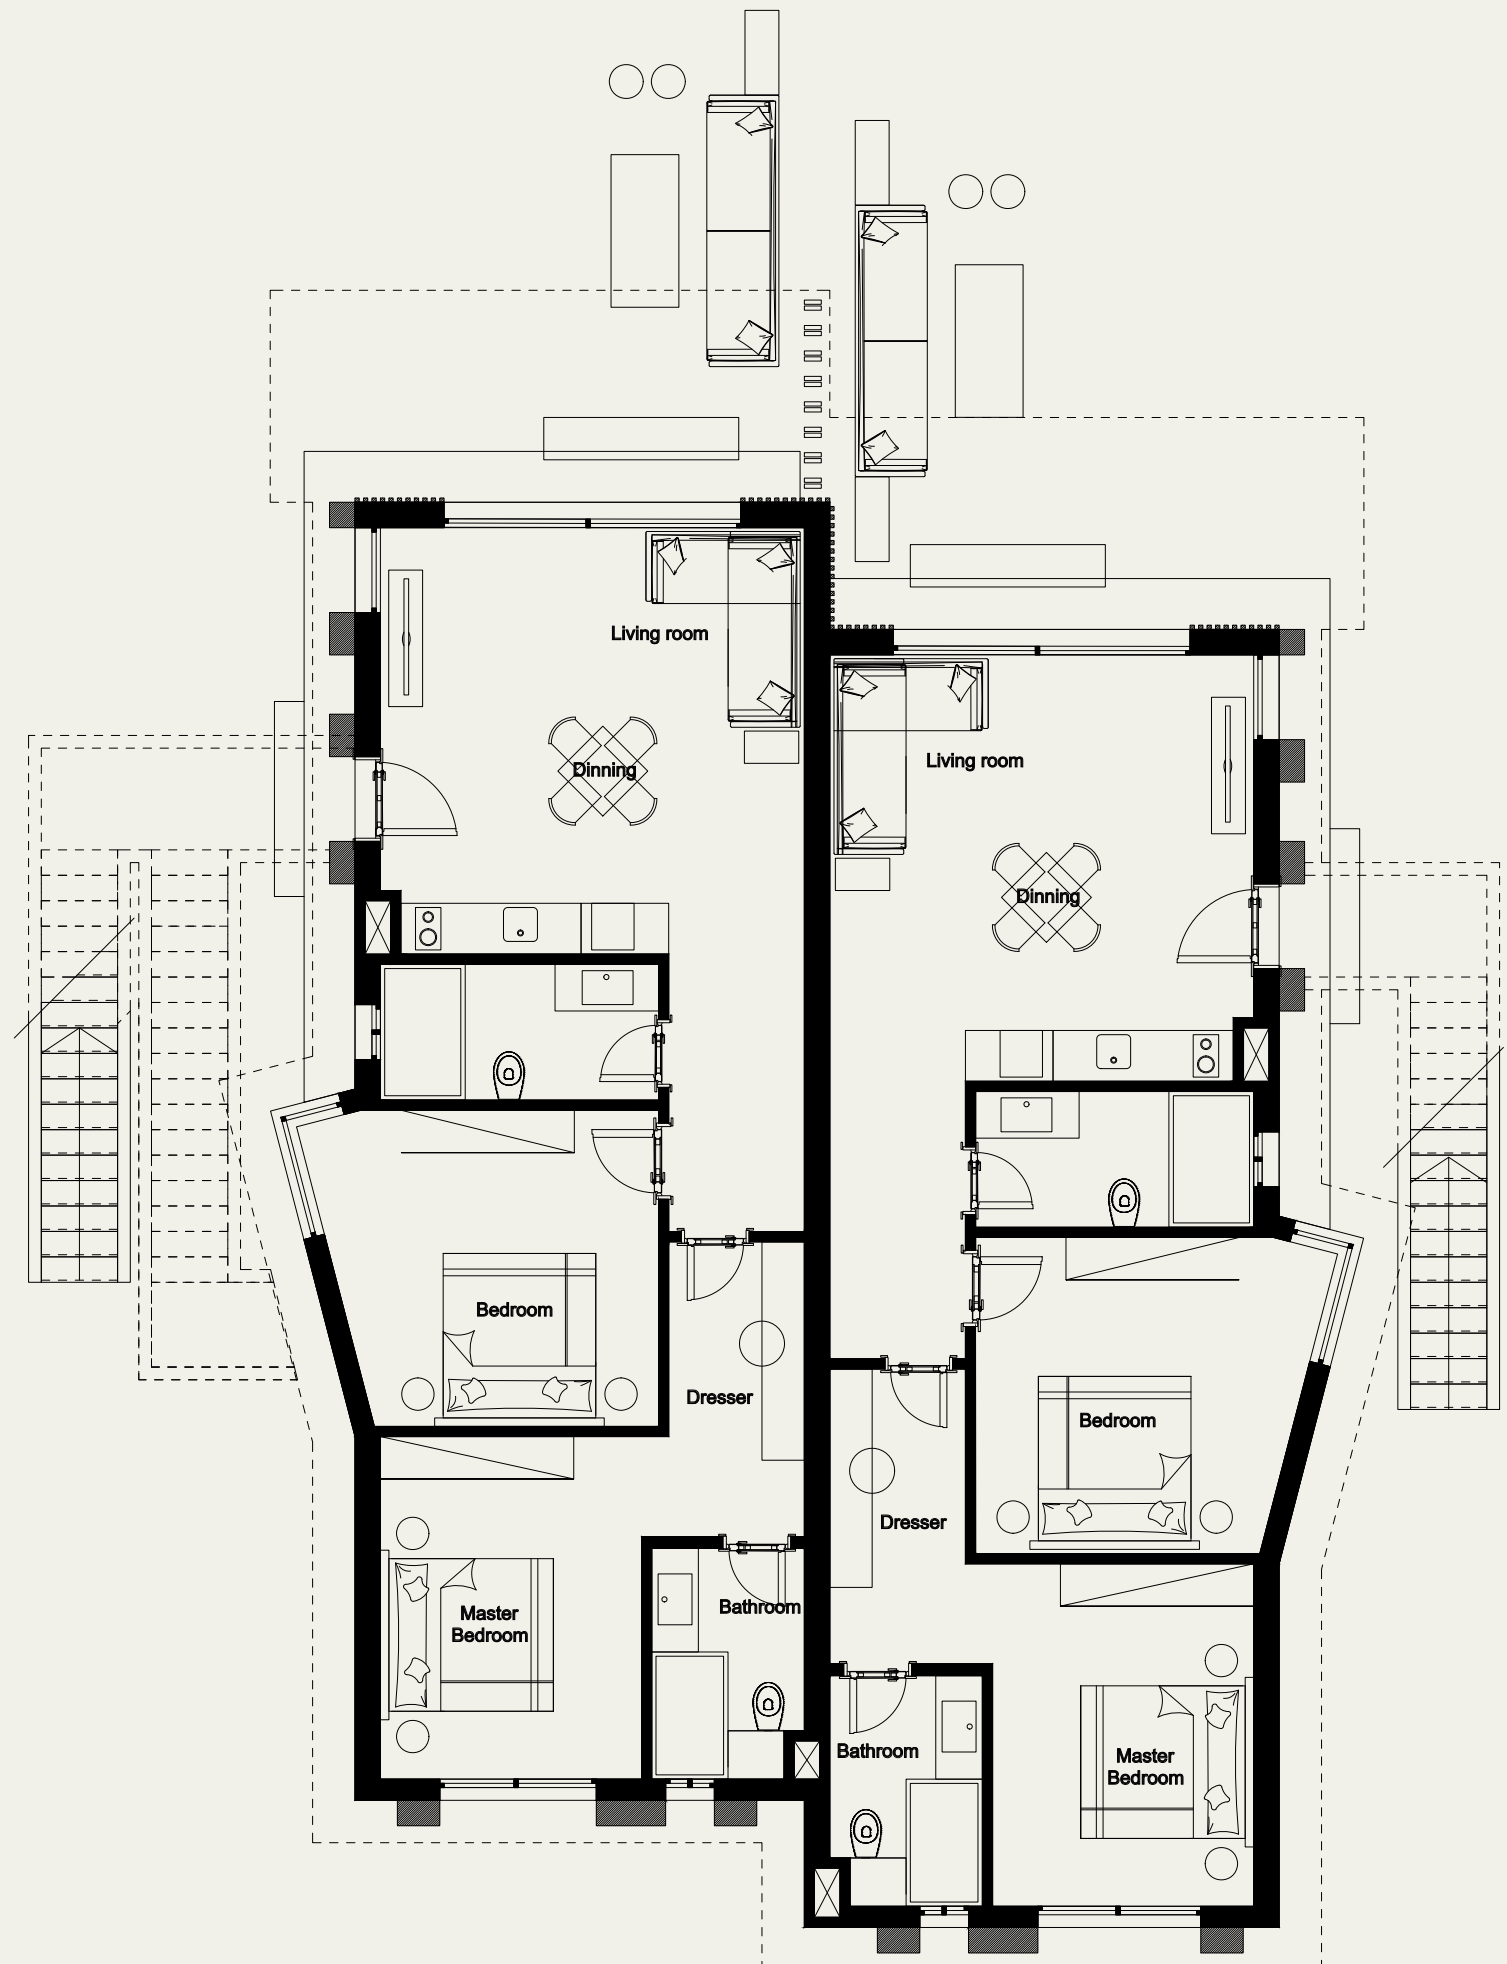 Living room
Dinning
Bedroom
Dresser
Master
Bedroom
Bathroom
Living room
Dinning
Bedroom
Dresser
Bathroom
Master
Bedroom